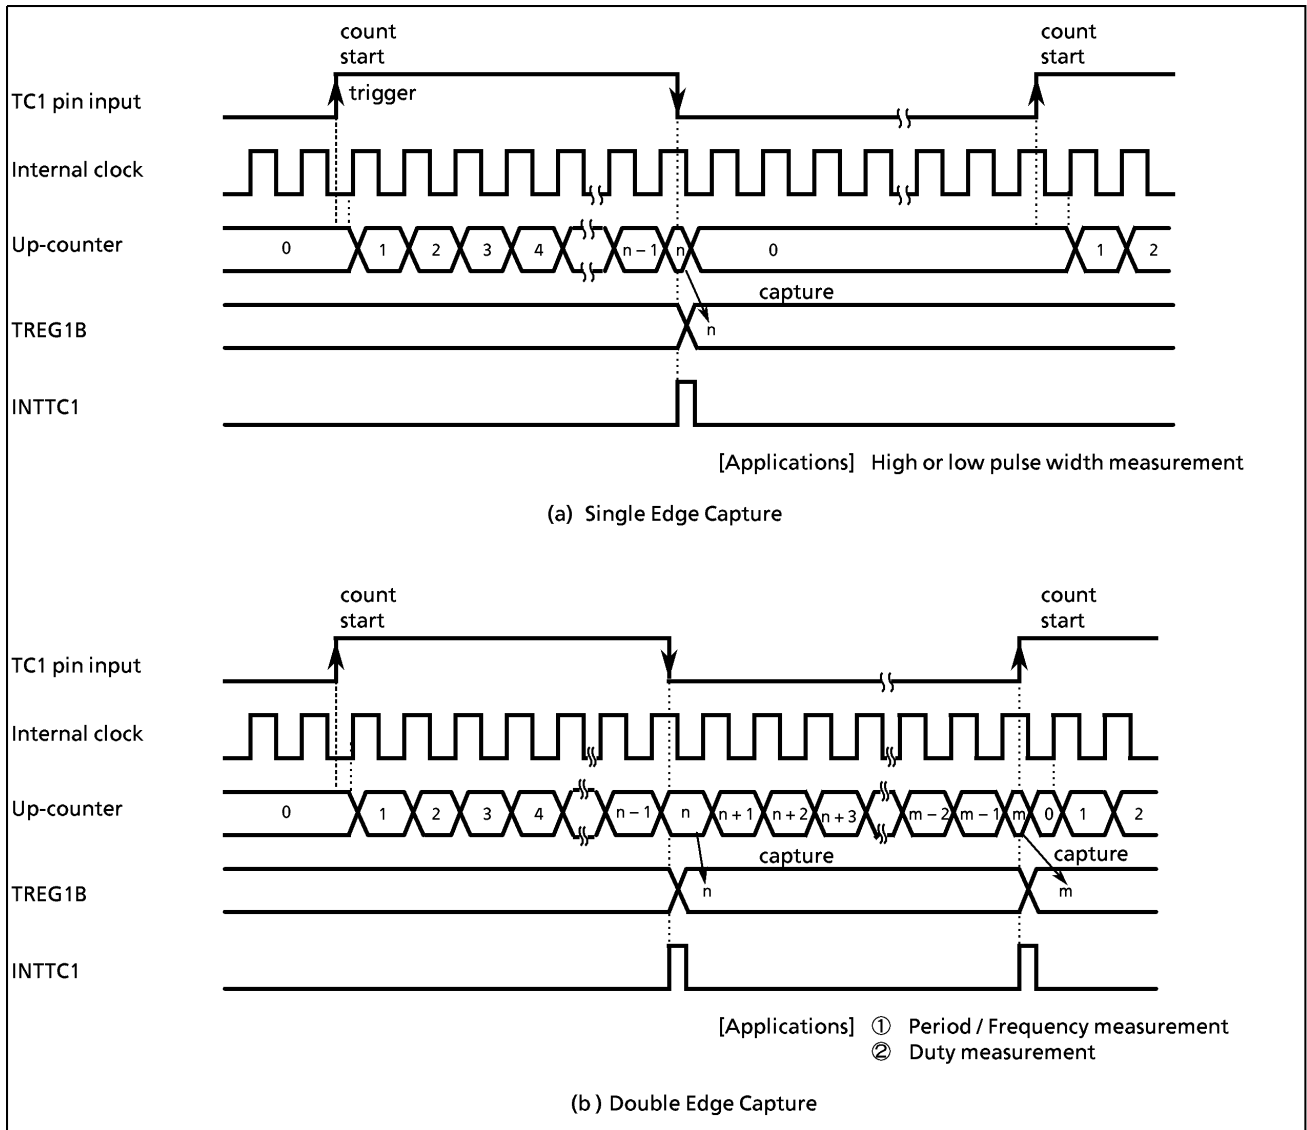 count
start
count
start
TC1 pin input
trigger
Internal clock
Up-counter
0 1 2 3 4 n – 1 n 0 1 2
capture
TREG1B
n
INTTC1
[Applications] High or low pulse width measurement
(a) Single Edge Capture
count
start
count
start
TC1 pin input
Internal clock
Up-counter
0 1 2 3 4 n – 1 n n + 1 n + 2 n + 3 m – 2 m – 1 m 0 1 2
capture capture
TREG1B
n m
INTTC1
[Applications] ① Period / Frequency measurement
② Duty measurement
(b ) Double Edge Capture